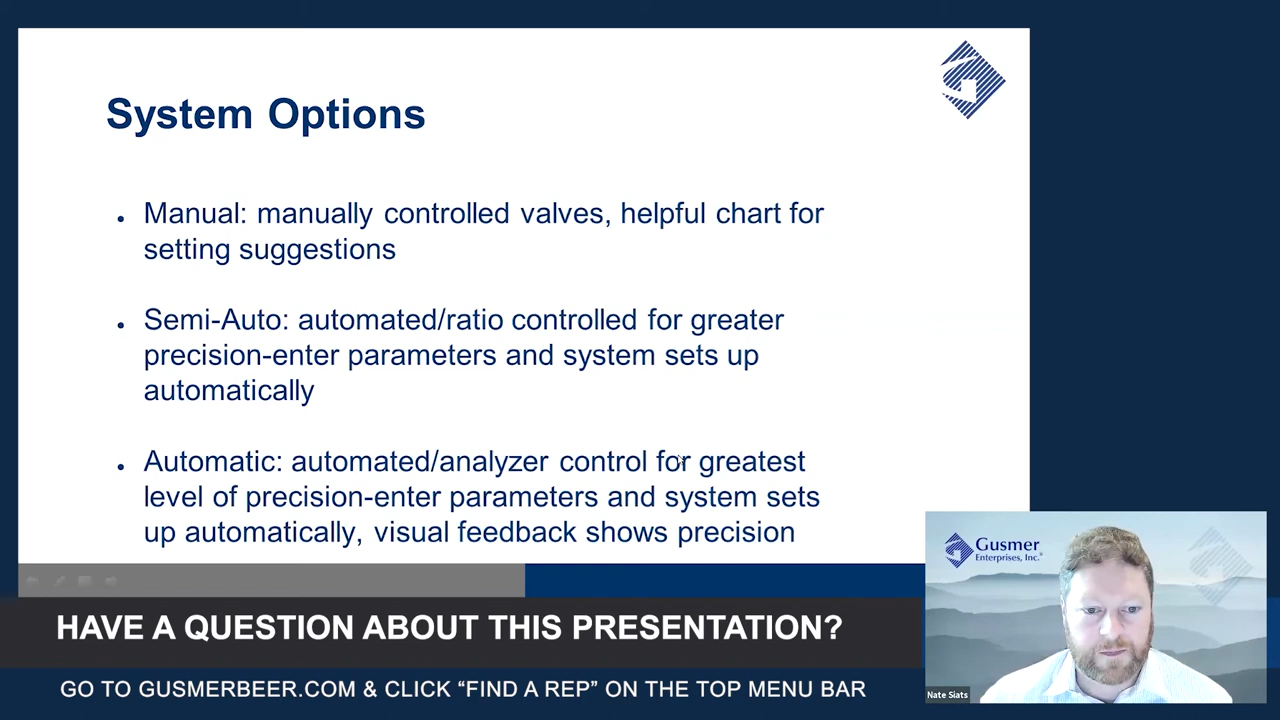 System Options
• Manual: manually controlled valves, helpful chart for
setting suggestions
• Semi-Auto: automated/ratio controlled for greater
precision-enter parameters and system sets up
automatically
• Automatic: automated/analyzer control for greatest
level of precision-enter parameters and system sets
up automatically, visual feedback shows precision
Gusmer
Enterprises, Inc.®
Nate Siats
HAVE A QUESTION ABOUT THIS PRESENTATION?
GO TO GUSMERBEER.COM & CLICK “FIND A REP” ON THE TOP MENU BAR